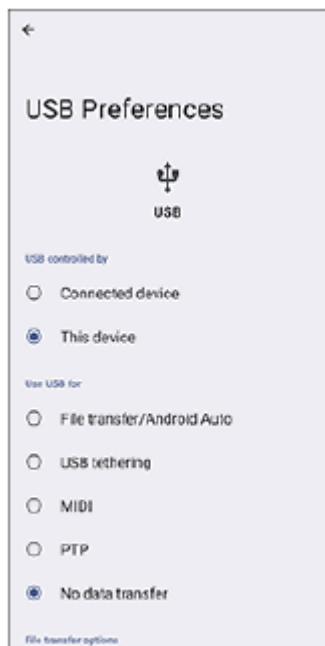 USB Preferences
USB
USB controlled by
Connected device
This device
Use USB for
File transfer/Android Auto
USB tethering
MIDI
PTP
No data transfer
File transfer options